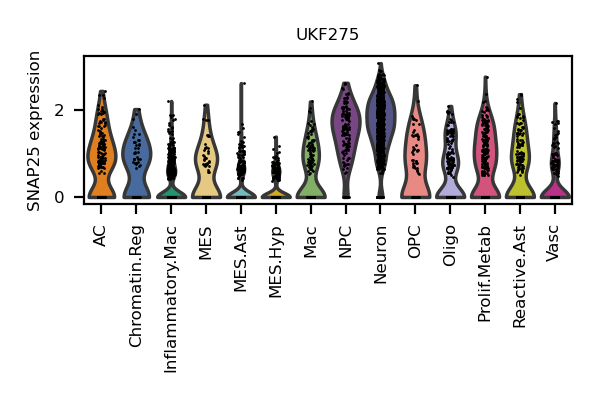 UKF275
SNAP25 expression
2
0
AC
Chromatin.Reg
Inflammatory.Mac
MES
MES.Ast
MES.Hyp
Mac
NPC
Neuron
OPC
Oligo
Prolif.Metab
Reactive.Ast
Vasc